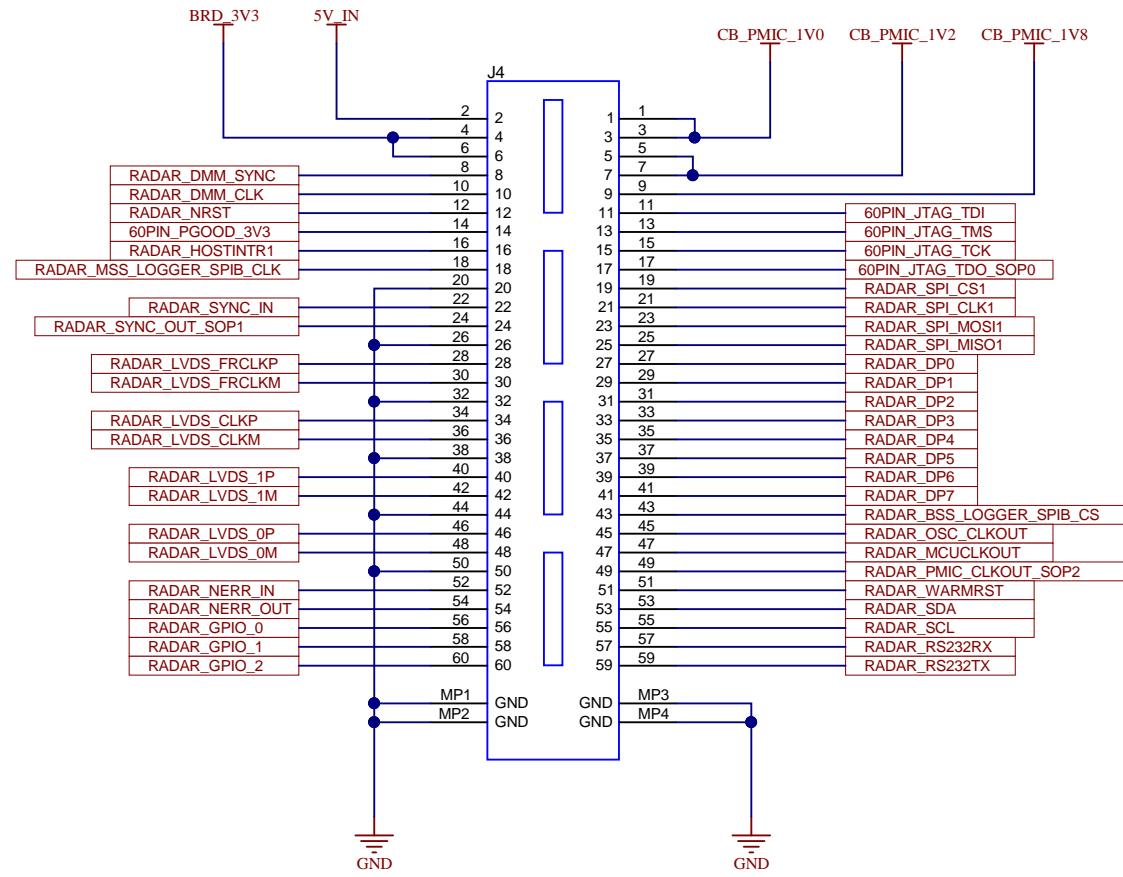 BRD_3V3 5V_IN CB_PMIC_1V0 CB_PMIC_1V2 CB_PMIC_1V8
J4
2 2 1 1
4 4 3 3
6 6 5 5
RADAR_DMM_SYNC 8 8 7 7
RADAR_DMM_CLK 10 10 9 9
RADAR_NRST 12 12 11 11 60PIN_JTAG_TDI
60PIN_PGOOD_3V3 14 14 13 13 60PIN_JTAG_TMS
RADAR_HOSTINTR1 16 16 15 15 60PIN_JTAG_TCK
RADAR_MSS_LOGGER_SPIB_CLK 18 18 17 17 60PIN_JTAG_TDO_SOP0
20 20 19 19 RADAR_SPI_CS1
RADAR_SYNC_IN 22 22 21 21 RADAR_SPI_CLK1
RADAR_SYNC_OUT_SOP1 24 24 23 23 RADAR_SPI_MOSI1
26 26 25 25 RADAR_SPI_MISO1
RADAR_LVDS_FRCLKP 28 28 27 27 RADAR_DP0
RADAR_LVDS_FRCLKM 30 30 29 29 RADAR_DP1
32 32 31 31 RADAR_DP2
RADAR_LVDS_CLKP 34 34 33 33 RADAR_DP3
RADAR_LVDS_CLKM 36 36 35 35 RADAR_DP4
38 38 37 37 RADAR_DP5
RADAR_LVDS_1P 40 40 39 39 RADAR_DP6
RADAR_LVDS_1M 42 42 41 41 RADAR_DP7
44 44 43 43 RADAR_BSS_LOGGER_SPIB_CS
RADAR_LVDS_0P 46 46 45 45 RADAR_OSC_CLKOUT
RADAR_LVDS_0M 48 48 47 47 RADAR_MCUCLKOUT
50 50 49 49 RADAR_PMIC_CLKOUT_SOP2
RADAR_NERR_IN 52 52 51 51 RADAR_WARMRST
RADAR_NERR_OUT 54 54 53 53 RADAR_SDA
RADAR_GPIO_0 56 56 55 55 RADAR_SCL
RADAR_GPIO_1 58 58 57 57 RADAR_RS232RX
RADAR_GPIO_2 60 60 59 59 RADAR_RS232TX
MP1 GND GND MP3
MP2 GND GND MP4
GND GND